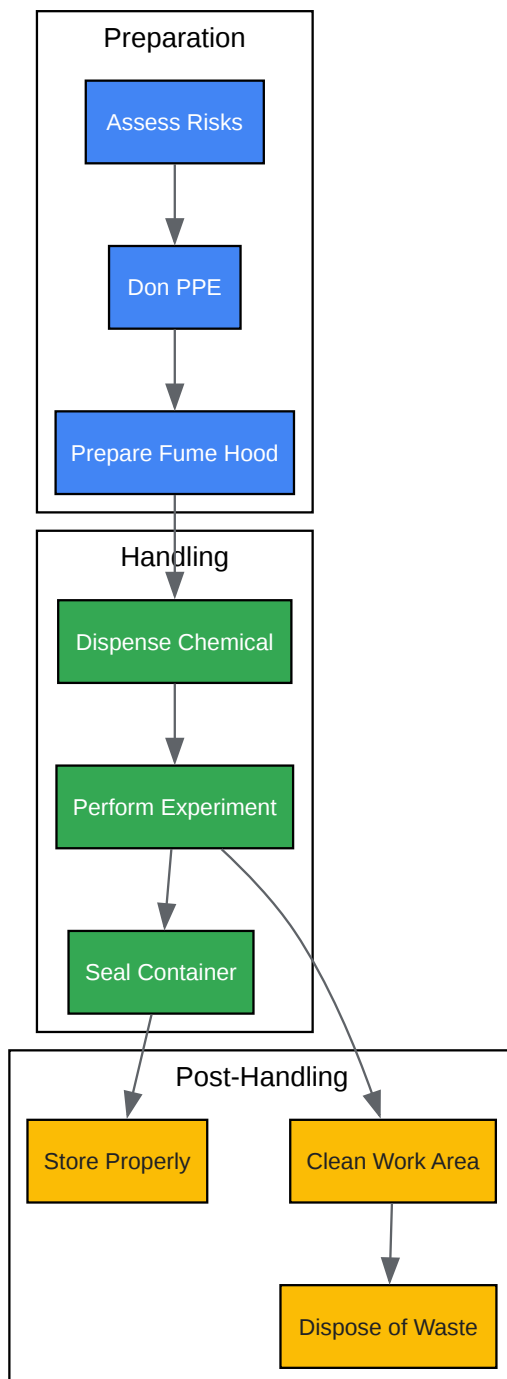 Preparation
Assess Risks
Don PPE
Prepare Fume Hood
Handling
Dispense Chemical
Perform Experiment
Seal Container
Post-Handling
Store Properly
Clean Work Area
Dispose of Waste